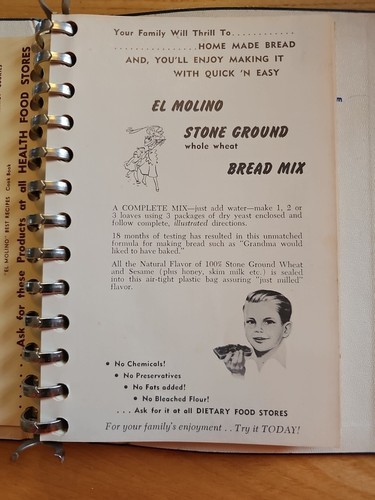 Your Family Will Thrill To............
....................HOME MADE BREAD
AND, YOU'LL ENJOY MAKING IT
WITH QUICK 'N EASY
EL MOLINO
STONE GROUND
whole wheat
BREAD MIX
A COMPLETE MIX—just add water—make 1, 2 or
3 loaves using 3 packages of dry yeast enclosed and
follow complete, illustrated directions.
18 months of testing has resulted in this unmatched
formula for making bread such as "Grandma would
liked to have baked."
All the Natural Flavor of 100% Stone Ground Wheat
and Sesame (plus honey, skim milk etc.) is sealed
into this air-tight plastic bag assuring "just milled"
flavor.
• No Chemicals!
• No Preservatives
• No Fats added!
• No Bleached Flour!
. . . Ask for it at all DIETARY FOOD STORES
For your family's enjoyment . . Try it TODAY!
"EL MOLINO" BEST RECIPES Cook Book
Ask for these Products at all HEALTH FOOD STORES